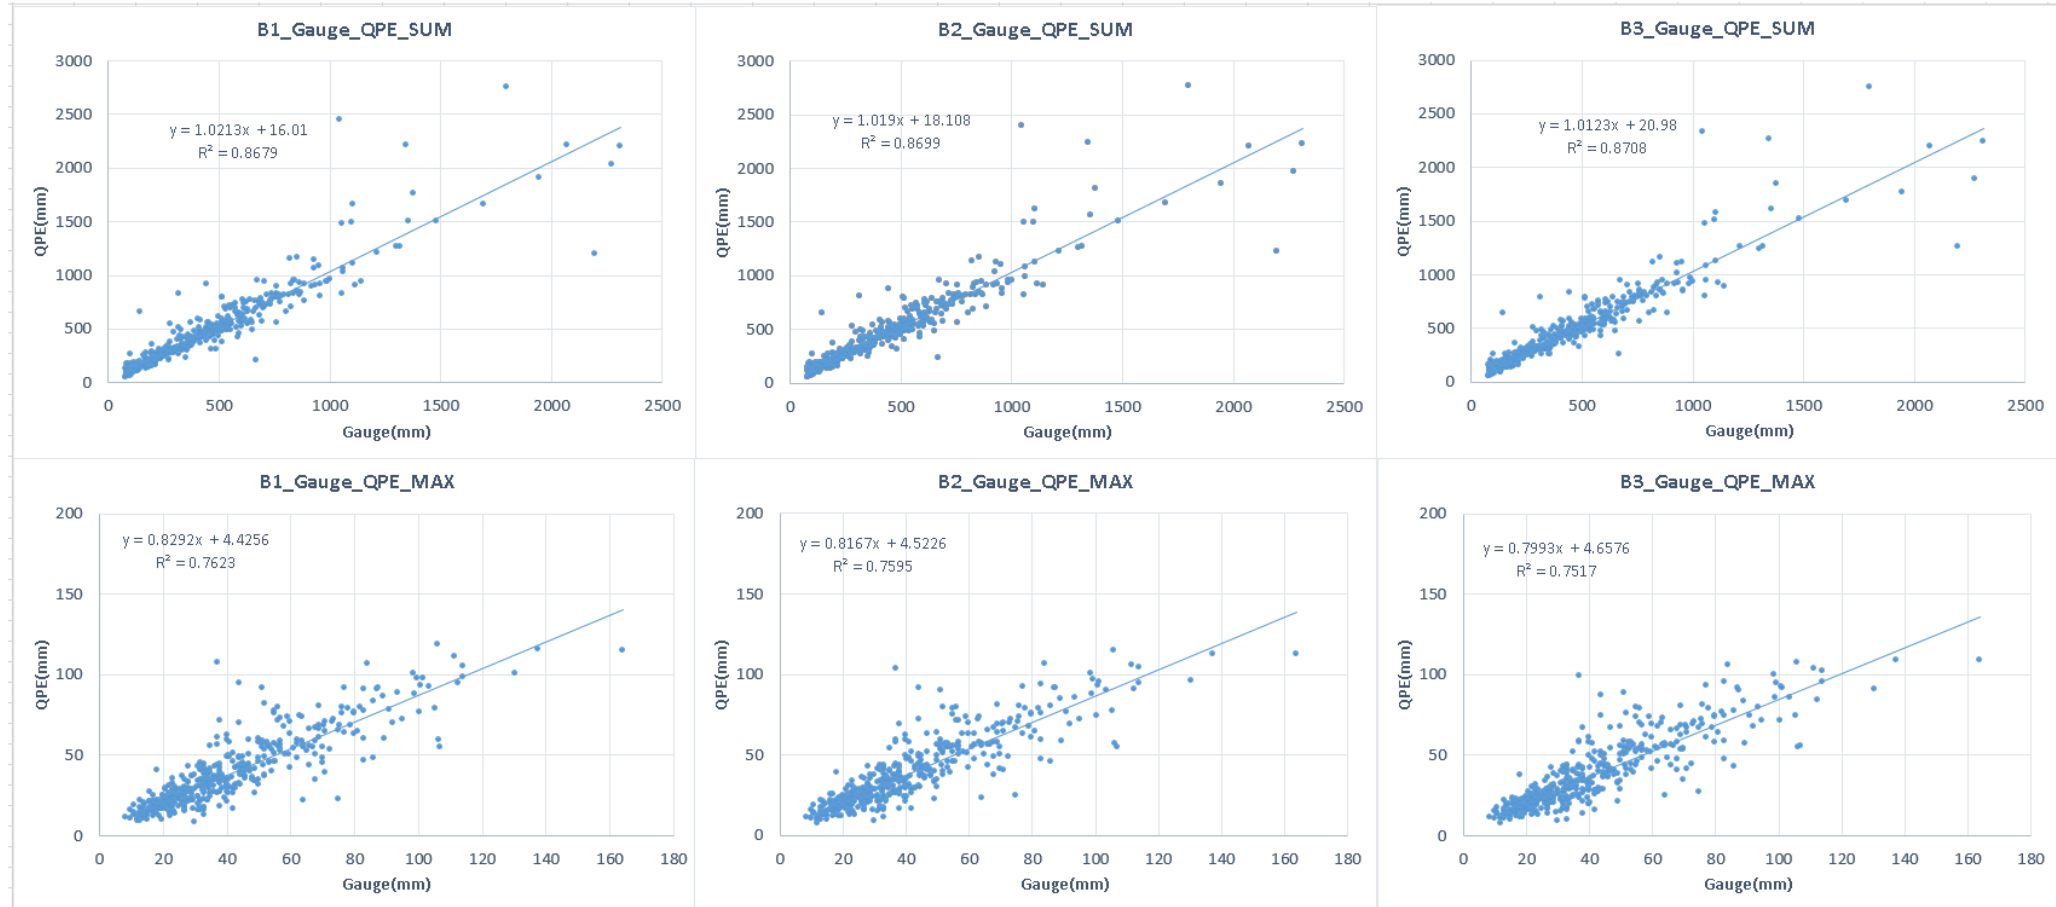 B1_Gauge_QPE_SUM
3000
2500
2000
1500
1000
500
0
y = 1.0213x + 16.01
R² = 0.8679
QPE(mm)
0 500 1000 1500 2000 2500
Gauge(mm)
B2_Gauge_QPE_SUM
3000
2500
2000
1500
1000
500
0
y = 1.019x + 18.108
R² = 0.8699
QPE(mm)
0 500 1000 1500 2000 2500
Gauge(mm)
B3_Gauge_QPE_SUM
3000
2500
2000
1500
1000
500
0
y = 1.0123x + 20.98
R² = 0.8708
QPE(mm)
0 500 1000 1500 2000 2500
Gauge(mm)
B1_Gauge_QPE_MAX
200
150
100
50
0
y = 0.8292x + 4.4256
R² = 0.7623
QPE(mm)
0 20 40 60 80 100 120 140 160 180
Gauge(mm)
B2_Gauge_QPE_MAX
200
150
100
50
0
y = 0.8167x + 4.5226
R² = 0.7595
QPE(mm)
0 20 40 60 80 100 120 140 160 180
Gauge(mm)
B3_Gauge_QPE_MAX
200
150
100
50
0
y = 0.7993x + 4.6576
R² = 0.7517
QPE(mm)
0 20 40 60 80 100 120 140 160 180
Gauge(mm)